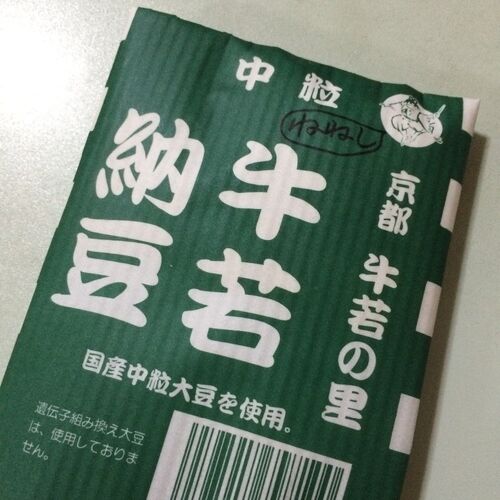 中粒
ねねし
京都 牛若の里
牛若
納豆
国産中粒大豆を使用。
遺伝子組み換え大豆
は、使用しておりま
せん。